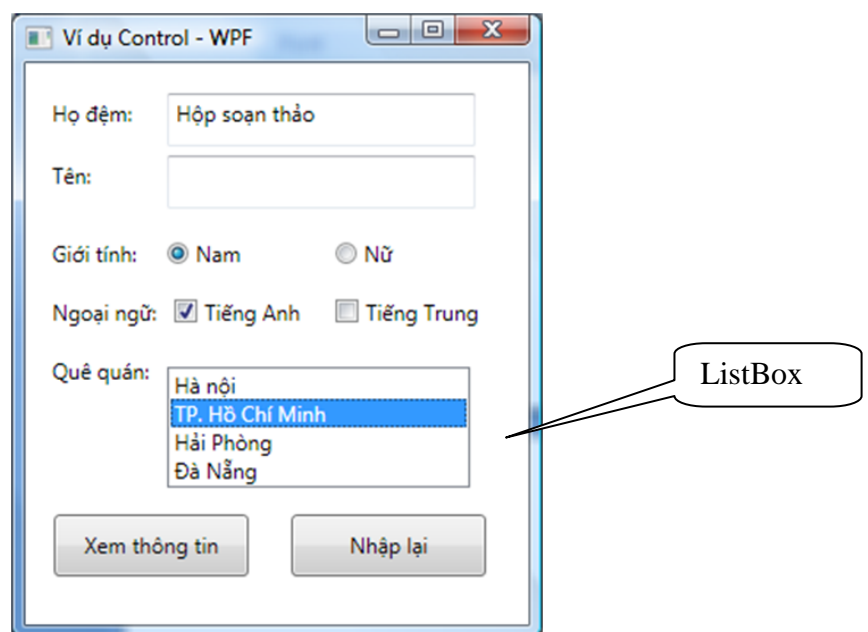 Ví dụ Control - WPF
Họ đệm: Hộp soạn thảo
Tên:
Giới tính: Nam Nữ
Ngoại ngữ: Tiếng Anh Tiếng Trung
Quê quán:
Hà nội
TP. Hồ Chí Minh
Hải Phòng
Đà Nẵng
ListBox
Xem thông tin Nhập lại